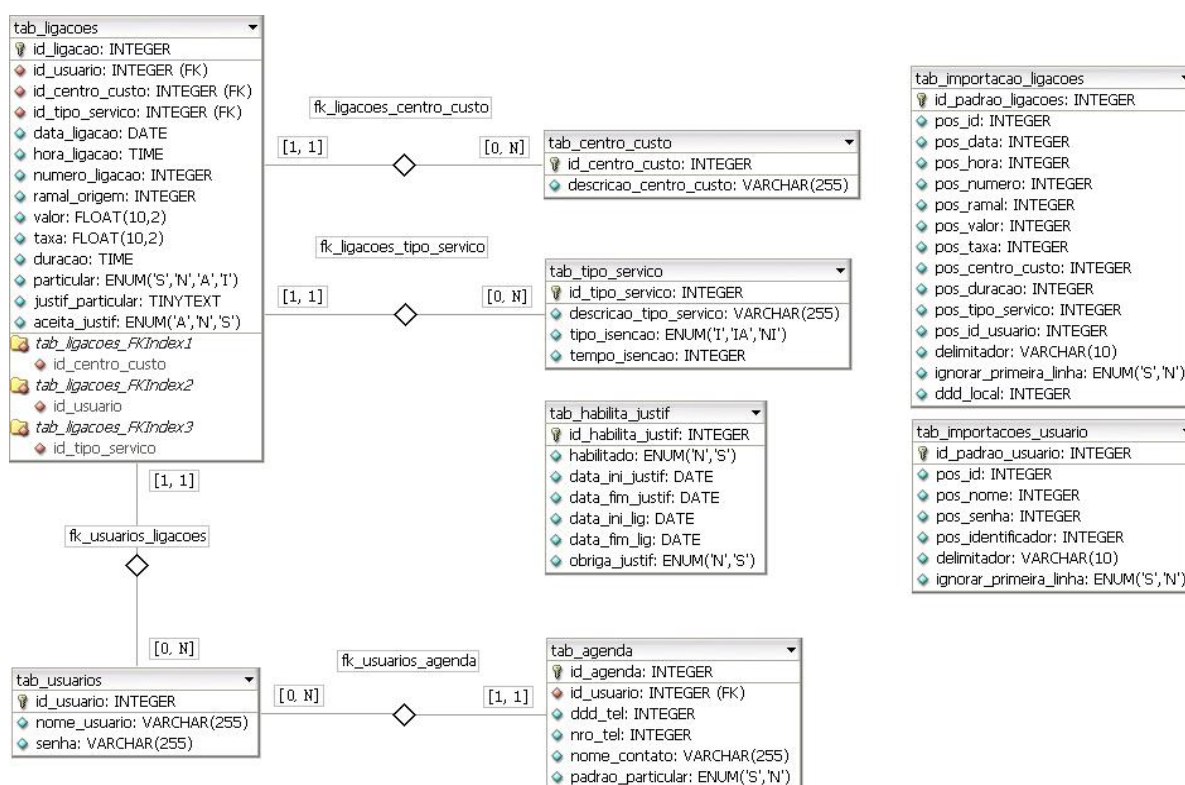 tab_ligacoes
id_ligacao: INTEGER
id_usuario: INTEGER (FK)
id_centro_custo: INTEGER (FK)
id_tipo_servico: INTEGER (FK)
data_ligacao: DATE
hora_ligacao: TIME
numero_ligacao: INTEGER
ramal_origem: INTEGER
valor: FLOAT(10,2)
taxa: FLOAT(10,2)
duracao: TIME
particular: ENUM('S','N','A','I')
justif_particular: TINYTEXT
aceita_justif: ENUM('A','N','S')
tab_ligacoes_FKIndex1
id_centro_custo
tab_ligacoes_FKIndex2
id_usuario
tab_ligacoes_FKIndex3
id_tipo_servico
fk_ligacoes_centro_custo
[1, 1]
[0, N]
tab_centro_custo
id_centro_custo: INTEGER
descricao_centro_custo: VARCHAR(255)
fk_ligacoes_tipo_servico
[1, 1]
[0, N]
tab_tipo_servico
id_tipo_servico: INTEGER
descricao_tipo_servico: VARCHAR(255)
tipo_isencao: ENUM('I','IA','NI')
tempo_isencao: INTEGER
tab_habilita_justif
id_habilita_justif: INTEGER
habilitado: ENUM('N','S')
data_ini_justif: DATE
data_fim_justif: DATE
data_ini_lig: DATE
data_fim_lig: DATE
obriga_justif: ENUM('N','S')
tab_importacao_ligacoes
id_padrao_ligacoes: INTEGER
pos_id: INTEGER
pos_data: INTEGER
pos_hora: INTEGER
pos_numero: INTEGER
pos_ramal: INTEGER
pos_valor: INTEGER
pos_taxa: INTEGER
pos_centro_custo: INTEGER
pos_duracao: INTEGER
pos_tipo_servico: INTEGER
pos_id_usuario: INTEGER
delimitador: VARCHAR(10)
ignorar_primeira_linha: ENUM('S','N')
ddd_local: INTEGER
tab_importacoes_usuario
id_padrao_usuario: INTEGER
pos_id: INTEGER
pos_nome: INTEGER
pos_senha: INTEGER
pos_identificador: INTEGER
delimitador: VARCHAR(10)
ignorar_primeira_linha: ENUM('S','N')
[1, 1]
fk_usuarios_ligacoes
[0, N]
tab_usuarios
id_usuario: INTEGER
nome_usuario: VARCHAR(255)
senha: VARCHAR(255)
fk_usuarios_agenda
[0, N]
[1, 1]
tab_agenda
id_agenda: INTEGER
id_usuario: INTEGER (FK)
ddd_tel: INTEGER
nro_tel: INTEGER
nome_contato: VARCHAR(255)
padrao_particular: ENUM('S','N')